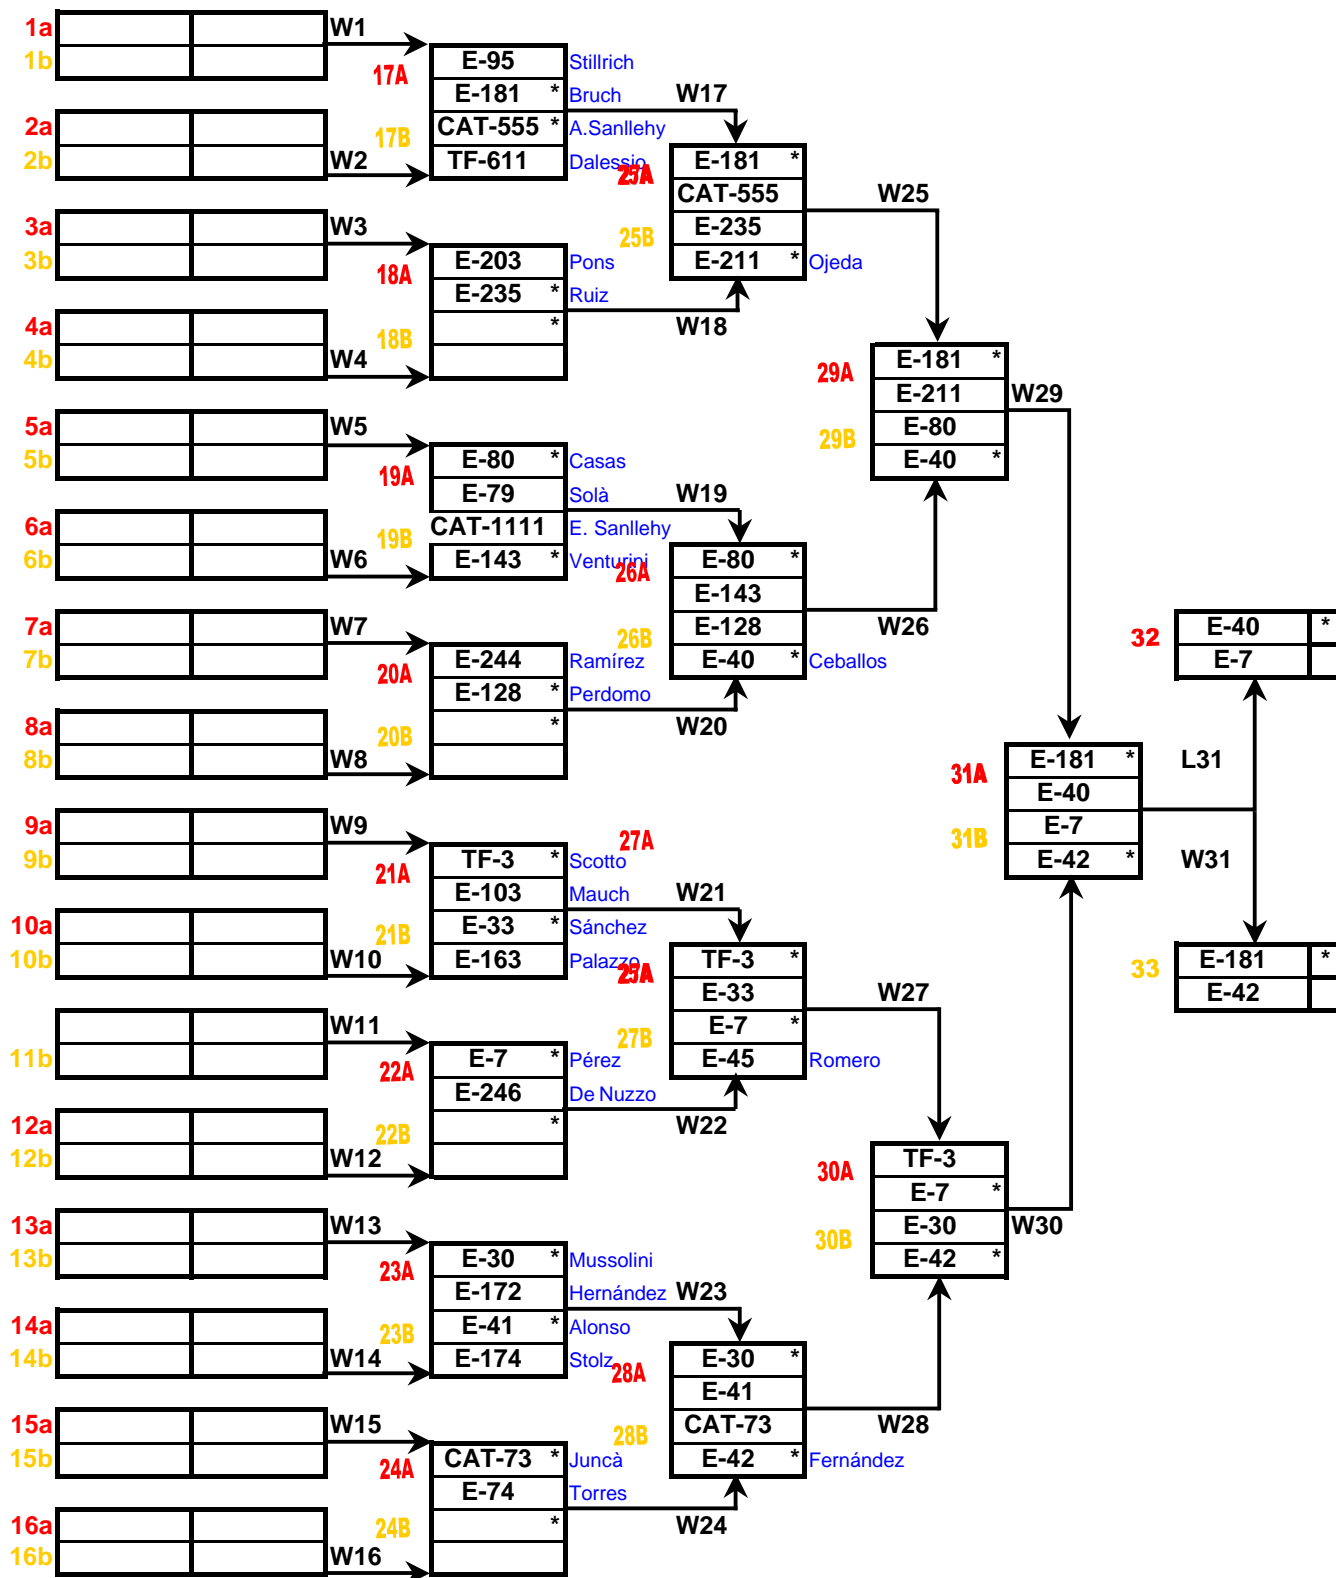 1a W1
1b
E-95 Stillrich
17A
E-181 * Bruch W17
2a
17B CAT-555 * A.Sanllehy
2b W2 TF-611 Dalessio
E-181 *
25A
CAT-555 W25
3a W3
25B E-235
3b
E-203 Pons E-211 * Ojeda
18A
E-235 * Ruiz
4a * W18
18B
4b W4
E-181 *
29A
E-211 W29
5a W5
29B E-80
5b
E-80 * Casas E-40 *
19A
E-79 Solà W19
6a
19B CAT-1111 E. Sanllehy
6b W6 E-143 * Venturini E-80 *
26A
E-143
7a W7 26B E-128 W26 E-40 *
32
7b
E-244 Ramírez E-40 * Ceballos E-7
20A
E-128 * Perdomo
8a * W20
20B
8b W8
E-181 * L31
31A
E-40
9a W9 27A E-7
31B
9b
TF-3 * Scotto E-42 * W31
21A
E-103 Mauch W21
10a
21B E-33 * Sánchez
10b W10 E-163 Palazzo TF-3 * 33 E-181 *
25A
E-33 W27 E-42
W11
27B E-7 *
11b
E-7 * Pérez E-45 Romero
22A
E-246 De Nuzzo
12a * W22
22B
12b W12
TF-3
30A
E-7 *
13a W13
30B E-30 W30
13b
E-30 * Mussolini E-42 *
23A
E-172 Hernández W23
14a
23B E-41 * Alonso
14b W14 E-174 Stolz E-30 *
28A
E-41
15a W15
28B CAT-73 W28
15b
CAT-73 * Juncà E-42 * Fernández
24A
E-74 Torres
16a * W24
24B
16b W16